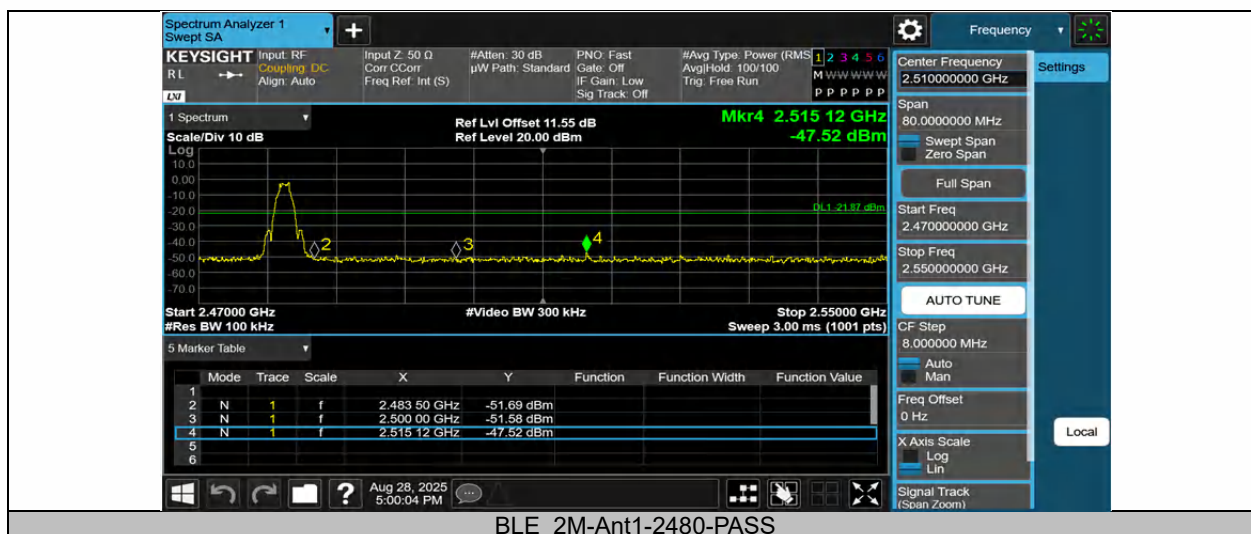 Spectrum Analyzer 1
Swept SA
Frequency
KEYSIGHT
R L
LXI
Input: RF
Coupling: DC
Align: Auto
Input Z: 50 Ω
Corr CCorr
Freq Ref: Int (S)
#Atten: 30 dB
µW Path: Standard
PNO: Fast
Gate: Off
IF Gain: Low
Sig Track: Off
#Avg Type: Power (RMS
Avg|Hold: 100/100
Trig: Free Run
1 2 3 4 5 6
M W W W W W
P P P P P P
1 Spectrum
Scale/Div 10 dB
Ref Lvl Offset 11.55 dB
Ref Level 20.00 dBm
Mkr4 2.515 12 GHz
-47.52 dBm
Log
10.0
0.00
-10.0
-20.0
-30.0
-40.0
-50.0
-60.0
-70.0
DL1 -21.87 dBm
2
3
4
Start 2.47000 GHz
#Res BW 100 kHz
#Video BW 300 kHz
Stop 2.55000 GHz
Sweep 3.00 ms (1001 pts)
5 Marker Table
Mode Trace Scale X Y Function Function Width Function Value
1
2 N 1 f 2.483 50 GHz -51.69 dBm
3 N 1 f 2.500 00 GHz -51.58 dBm
4 N 1 f 2.515 12 GHz -47.52 dBm
5
6
Aug 28, 2025
5:00:04 PM
Center Frequency
2.510000000 GHz
Span
80.0000000 MHz
Swept Span
Zero Span
Full Span
Start Freq
2.470000000 GHz
Stop Freq
2.550000000 GHz
AUTO TUNE
CF Step
8.000000 MHz
Auto
Man
Freq Offset
0 Hz
X Axis Scale
Log
Lin
Signal Track
(Span Zoom)
Settings
Local
BLE_2M-Ant1-2480-PASS